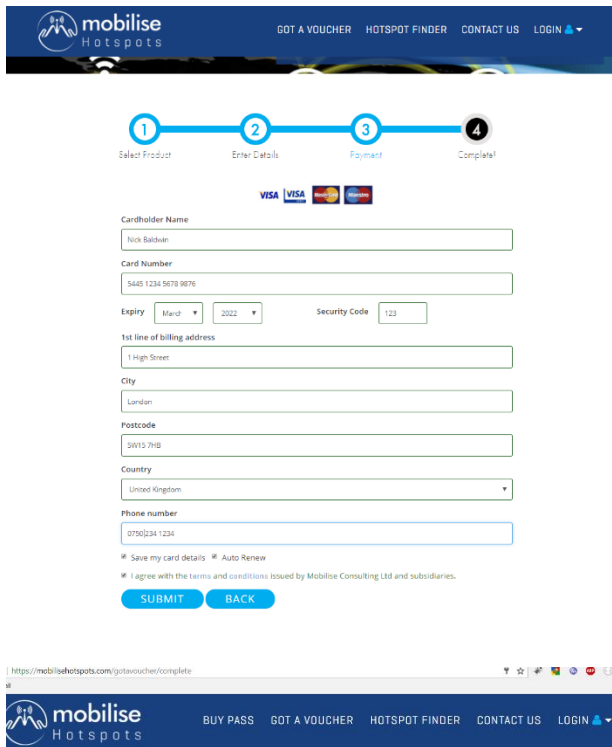 mobilise
Hotspots
GOT A VOUCHER HOTSPOT FINDER CONTACT US LOGIN
1 2 3 4
Select Product Enter Details Payment Complete!
VISA VISA MasterCard Maestro
Cardholder Name
Nick Baldwin
Card Number
5445 1234 5678 9876
Expiry March 2022 Security Code 123
1st line of billing address
1 High Street
City
London
Postcode
SW15 7HB
Country
United Kingdom
Phone number
0750 234 1234
Save my card details Auto Renew
I agree with the terms and conditions issued by Mobilise Consulting Ltd and subsidiaries.
SUBMIT BACK
https://mobilisehotspots.com/gotavoucher/complete
mobilise
Hotspots
BUY PASS GOT A VOUCHER HOTSPOT FINDER CONTACT US LOGIN